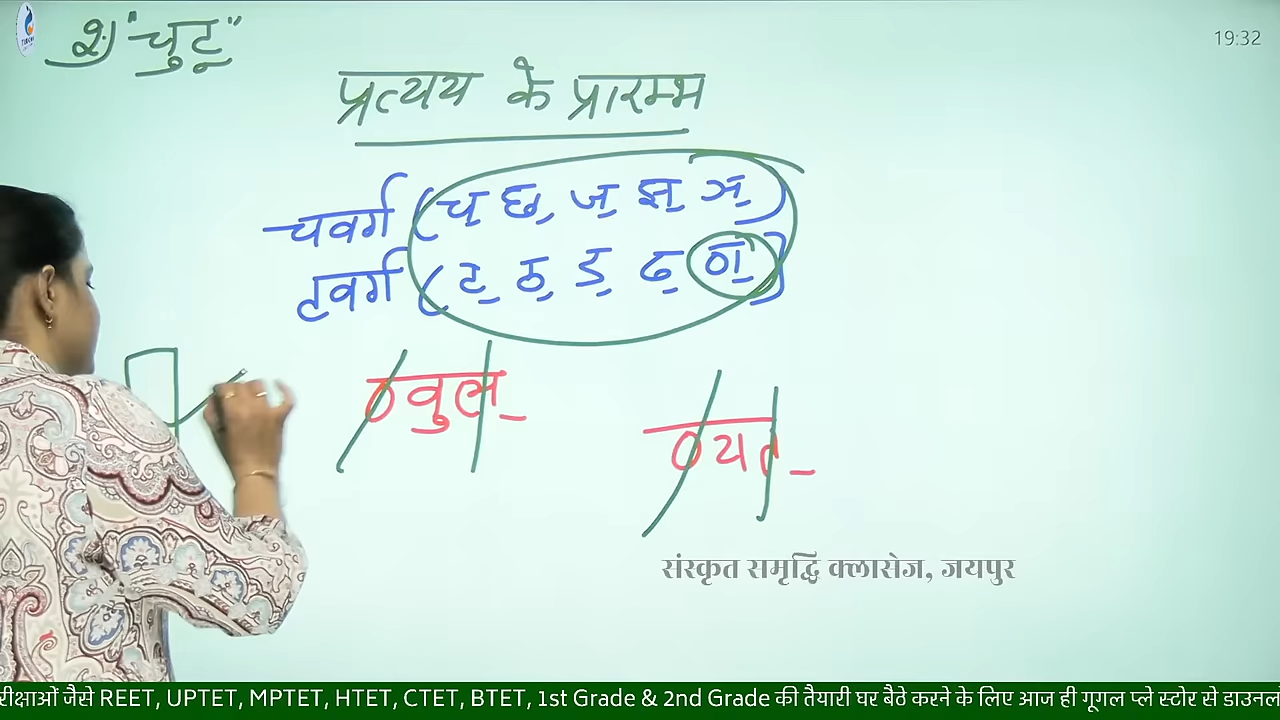 २) "चुटू"
19:32
प्रत्यय के प्रारम्भ
चवर्ग (च् छ् ज् झ् ञ्)
टवर्ग (ट् ठ् ड् ढ् ण्)
ण्वुल्
ण्यत्
संस्कृत समृद्धि क्लासेज, जयपुर
रीक्षाओं जैसे REET, UPTET, MPTET, HTET, CTET, BTET, 1st Grade & 2nd Grade की तैयारी घर बैठे करने के लिए आज ही गूगल प्ले स्टोर से डाउनल